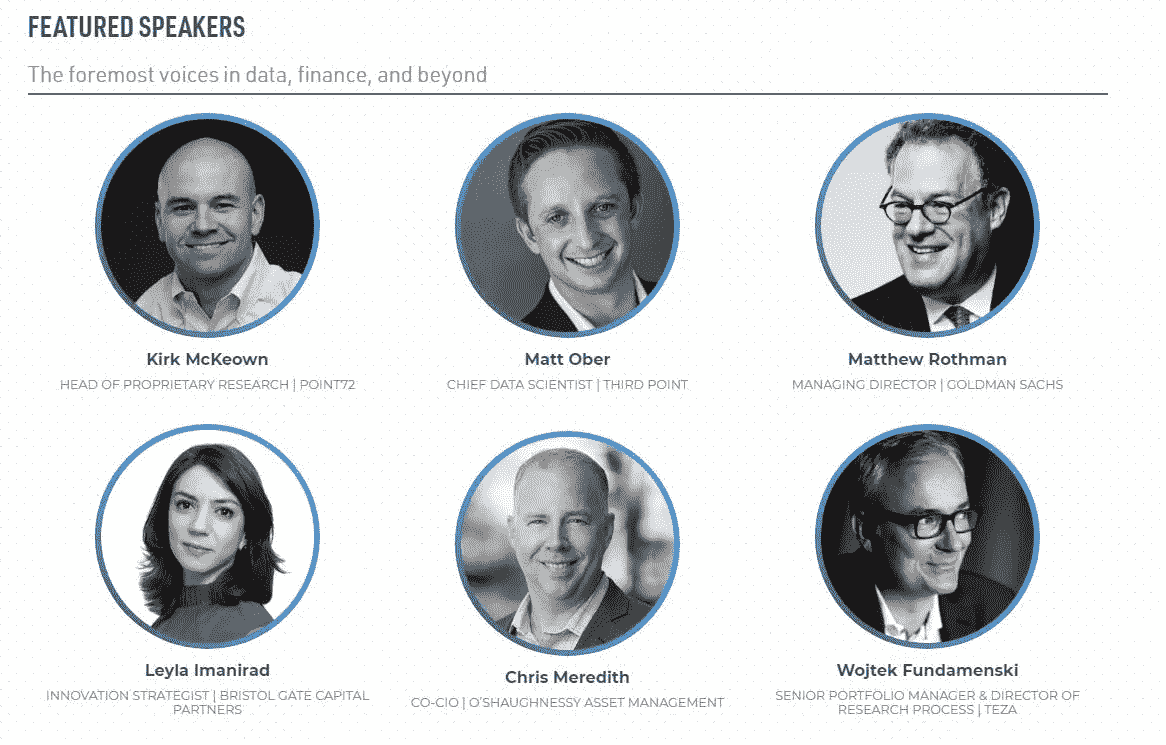 FEATURED SPEAKERS
The foremost voices in data, finance, and beyond
Kirk McKeown
HEAD OF PROPRIETARY RESEARCH | POINT72
Matt Ober
CHIEF DATA SCIENTIST | THIRD POINT
Matthew Rothman
MANAGING DIRECTOR | GOLDMAN SACHS
Leyla Imanirad
INNOVATION STRATEGIST | BRISTOL GATE CAPITAL
PARTNERS
Chris Meredith
CO-CIO | O'SHAUGHNESSY ASSET MANAGEMENT
Wojtek Fundamenski
SENIOR PORTFOLIO MANAGER & DIRECTOR OF
RESEARCH PROCESS | TEZA